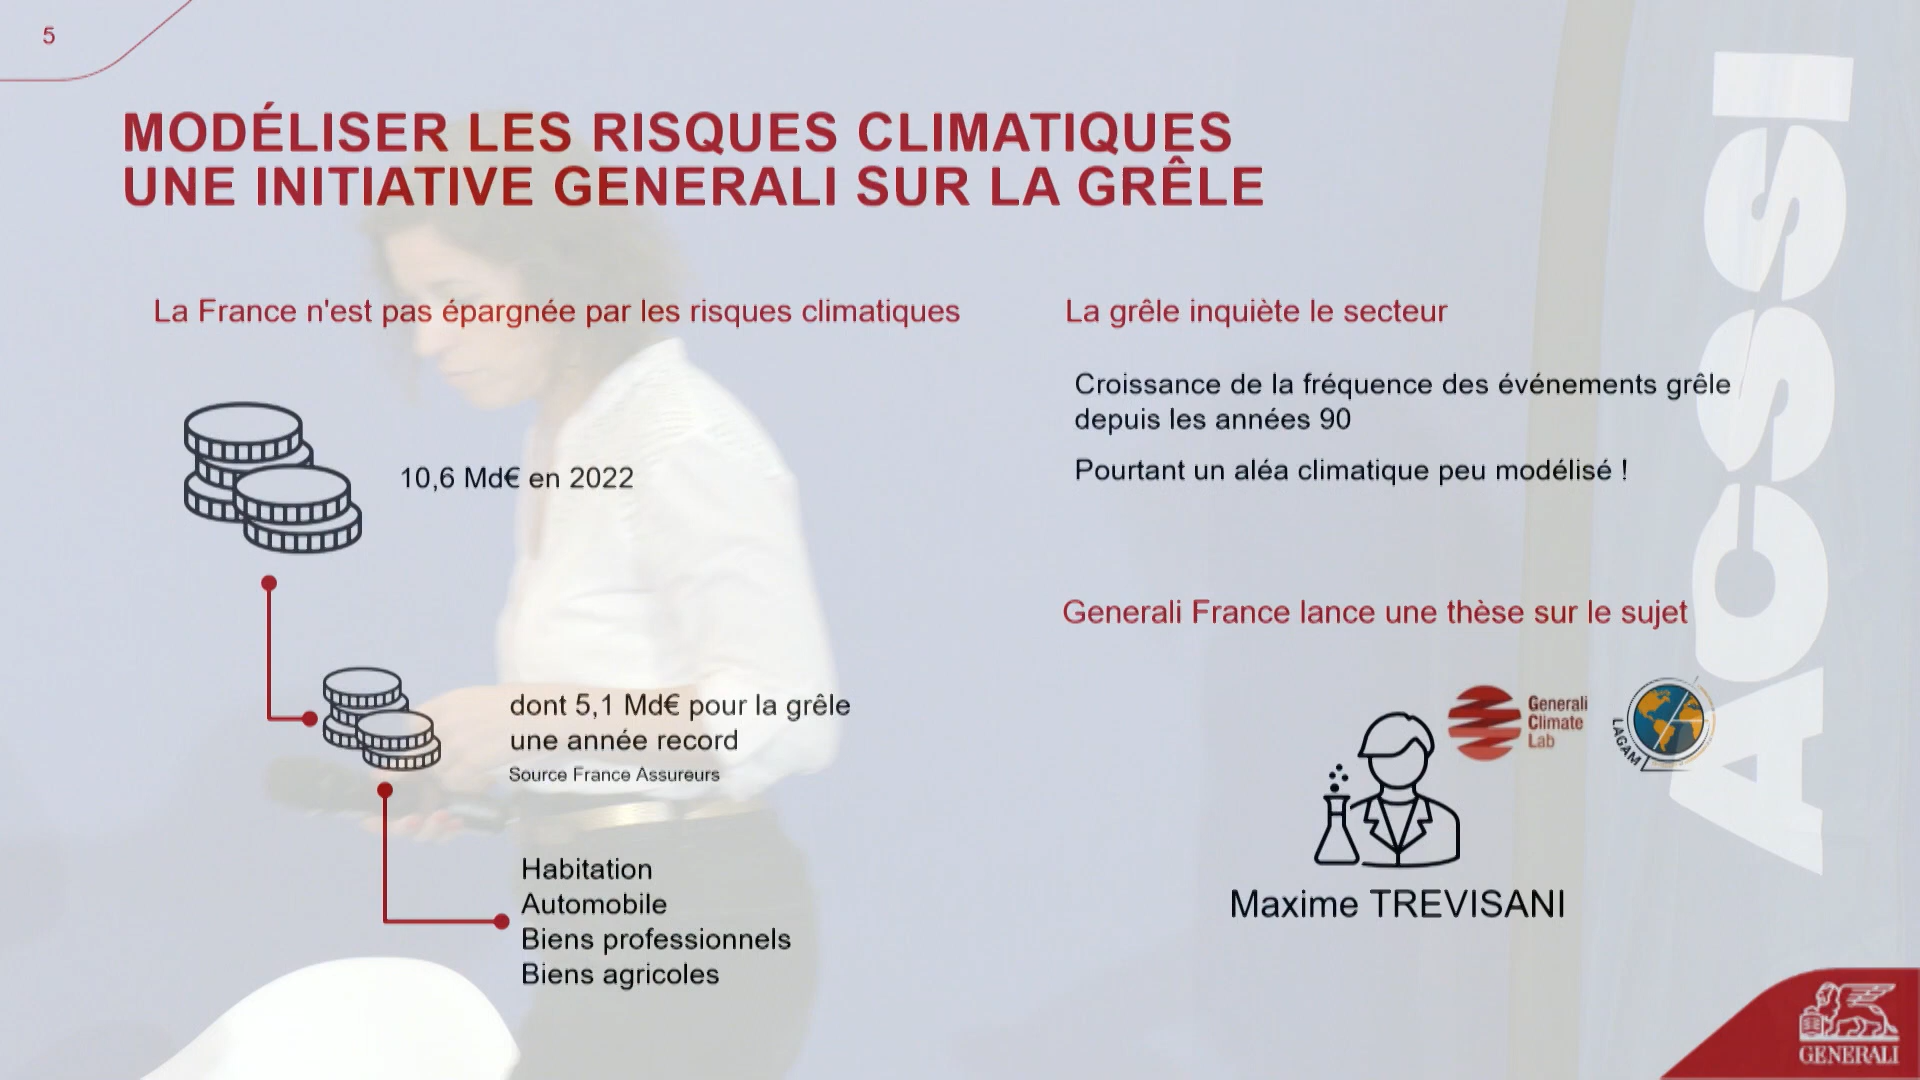 5
MODÉLISER LES RISQUES CLIMATIQUES
UNE INITIATIVE GENERALI SUR LA GRÊLE
La France n'est pas épargnée par les risques climatiques
10,6 Md€ en 2022
dont 5,1 Md€ pour la grêle
une année record
Source France Assureurs
Habitation
Automobile
Biens professionnels
Biens agricoles
La grêle inquiète le secteur
Croissance de la fréquence des événements grêle
depuis les années 90
Pourtant un aléa climatique peu modélisé !
Generali France lance une thèse sur le sujet
Generali
Climate
Lab
LAGAM
Maxime TREVISANI
GENERALI
Acssi